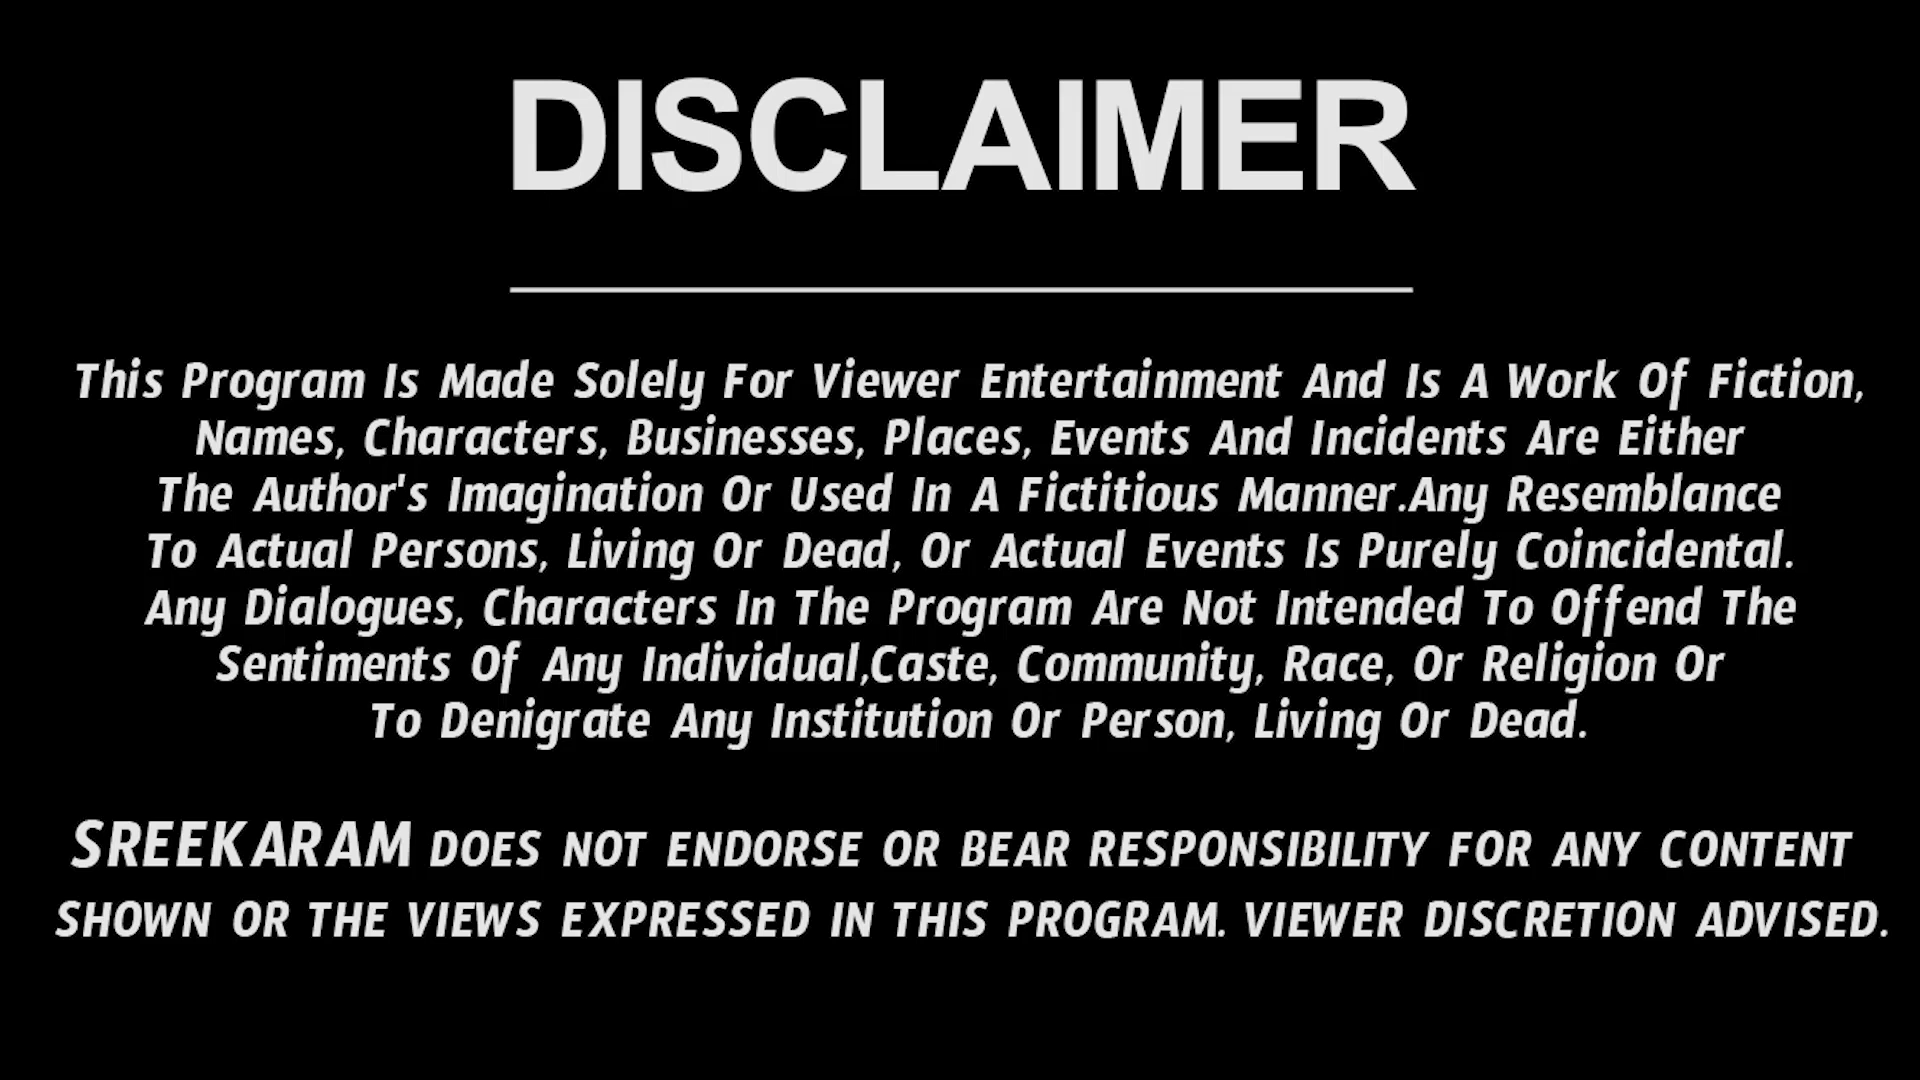 DISCLAIMER
This Program Is Made Solely For Viewer Entertainment And Is A Work Of Fiction,
Names, Characters, Businesses, Places, Events And Incidents Are Either
The Author's Imagination Or Used In A Fictitious Manner.Any Resemblance
To Actual Persons, Living Or Dead, Or Actual Events Is Purely Coincidental.
Any Dialogues, Characters In The Program Are Not Intended To Offend The
Sentiments Of Any Individual,Caste, Community, Race, Or Religion Or
To Denigrate Any Institution Or Person, Living Or Dead.
SREEKARAM DOES NOT ENDORSE OR BEAR RESPONSIBILITY FOR ANY CONTENT
SHOWN OR THE VIEWS EXPRESSED IN THIS PROGRAM. VIEWER DISCRETION ADVISED.